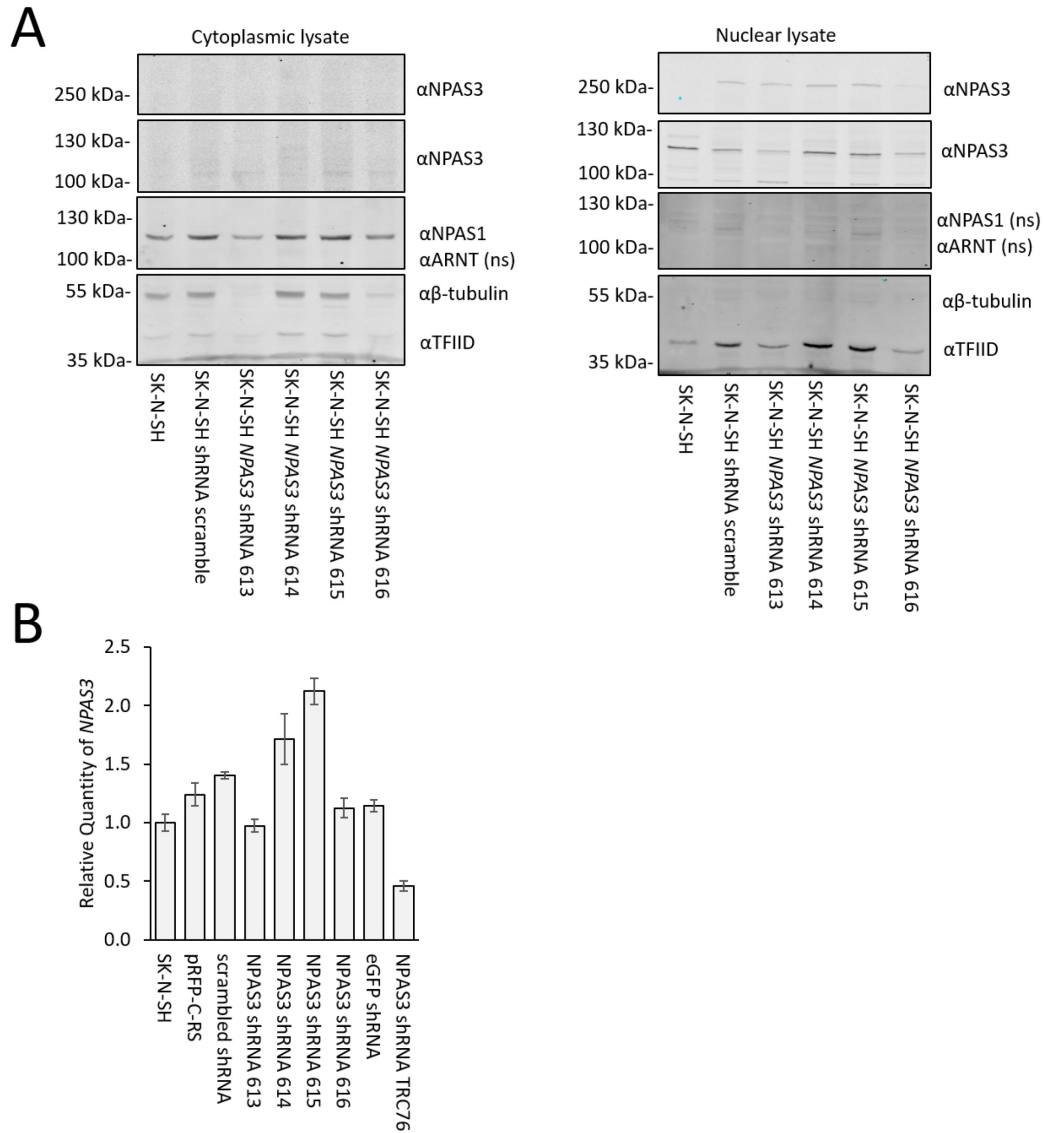 A
Cytoplasmic lysate
250 kDa-
αNPAS3
130 kDa-
αNPAS3
100 kDa-
130 kDa-
αNPAS1
100 kDa-
αARNT (ns)
55 kDa-
αβ-tubulin
αTFIID
35 kDa-
SK-N-SH
SK-N-SH shRNA scramble
SK-N-SH NPAS3 shRNA 613
SK-N-SH NPAS3 shRNA 614
SK-N-SH NPAS3 shRNA 615
SK-N-SH NPAS3 shRNA 616
Nuclear lysate
250 kDa-
αNPAS3
130 kDa-
αNPAS3
100 kDa-
130 kDa-
αNPAS1 (ns)
100 kDa-
αARNT (ns)
55 kDa-
αβ-tubulin
35 kDa-
αTFIID
SK-N-SH
SK-N-SH shRNA scramble
SK-N-SH NPAS3 shRNA 613
SK-N-SH NPAS3 shRNA 614
SK-N-SH NPAS3 shRNA 615
SK-N-SH NPAS3 shRNA 616
B
Relative Quantity of NPAS3
2.5
2.0
1.5
1.0
0.5
0.0
SK-N-SH
pRFP-C-RS
scrambled shRNA
NPAS3 shRNA 613
NPAS3 shRNA 614
NPAS3 shRNA 615
NPAS3 shRNA 616
eGFP shRNA
NPAS3 shRNA TRC76